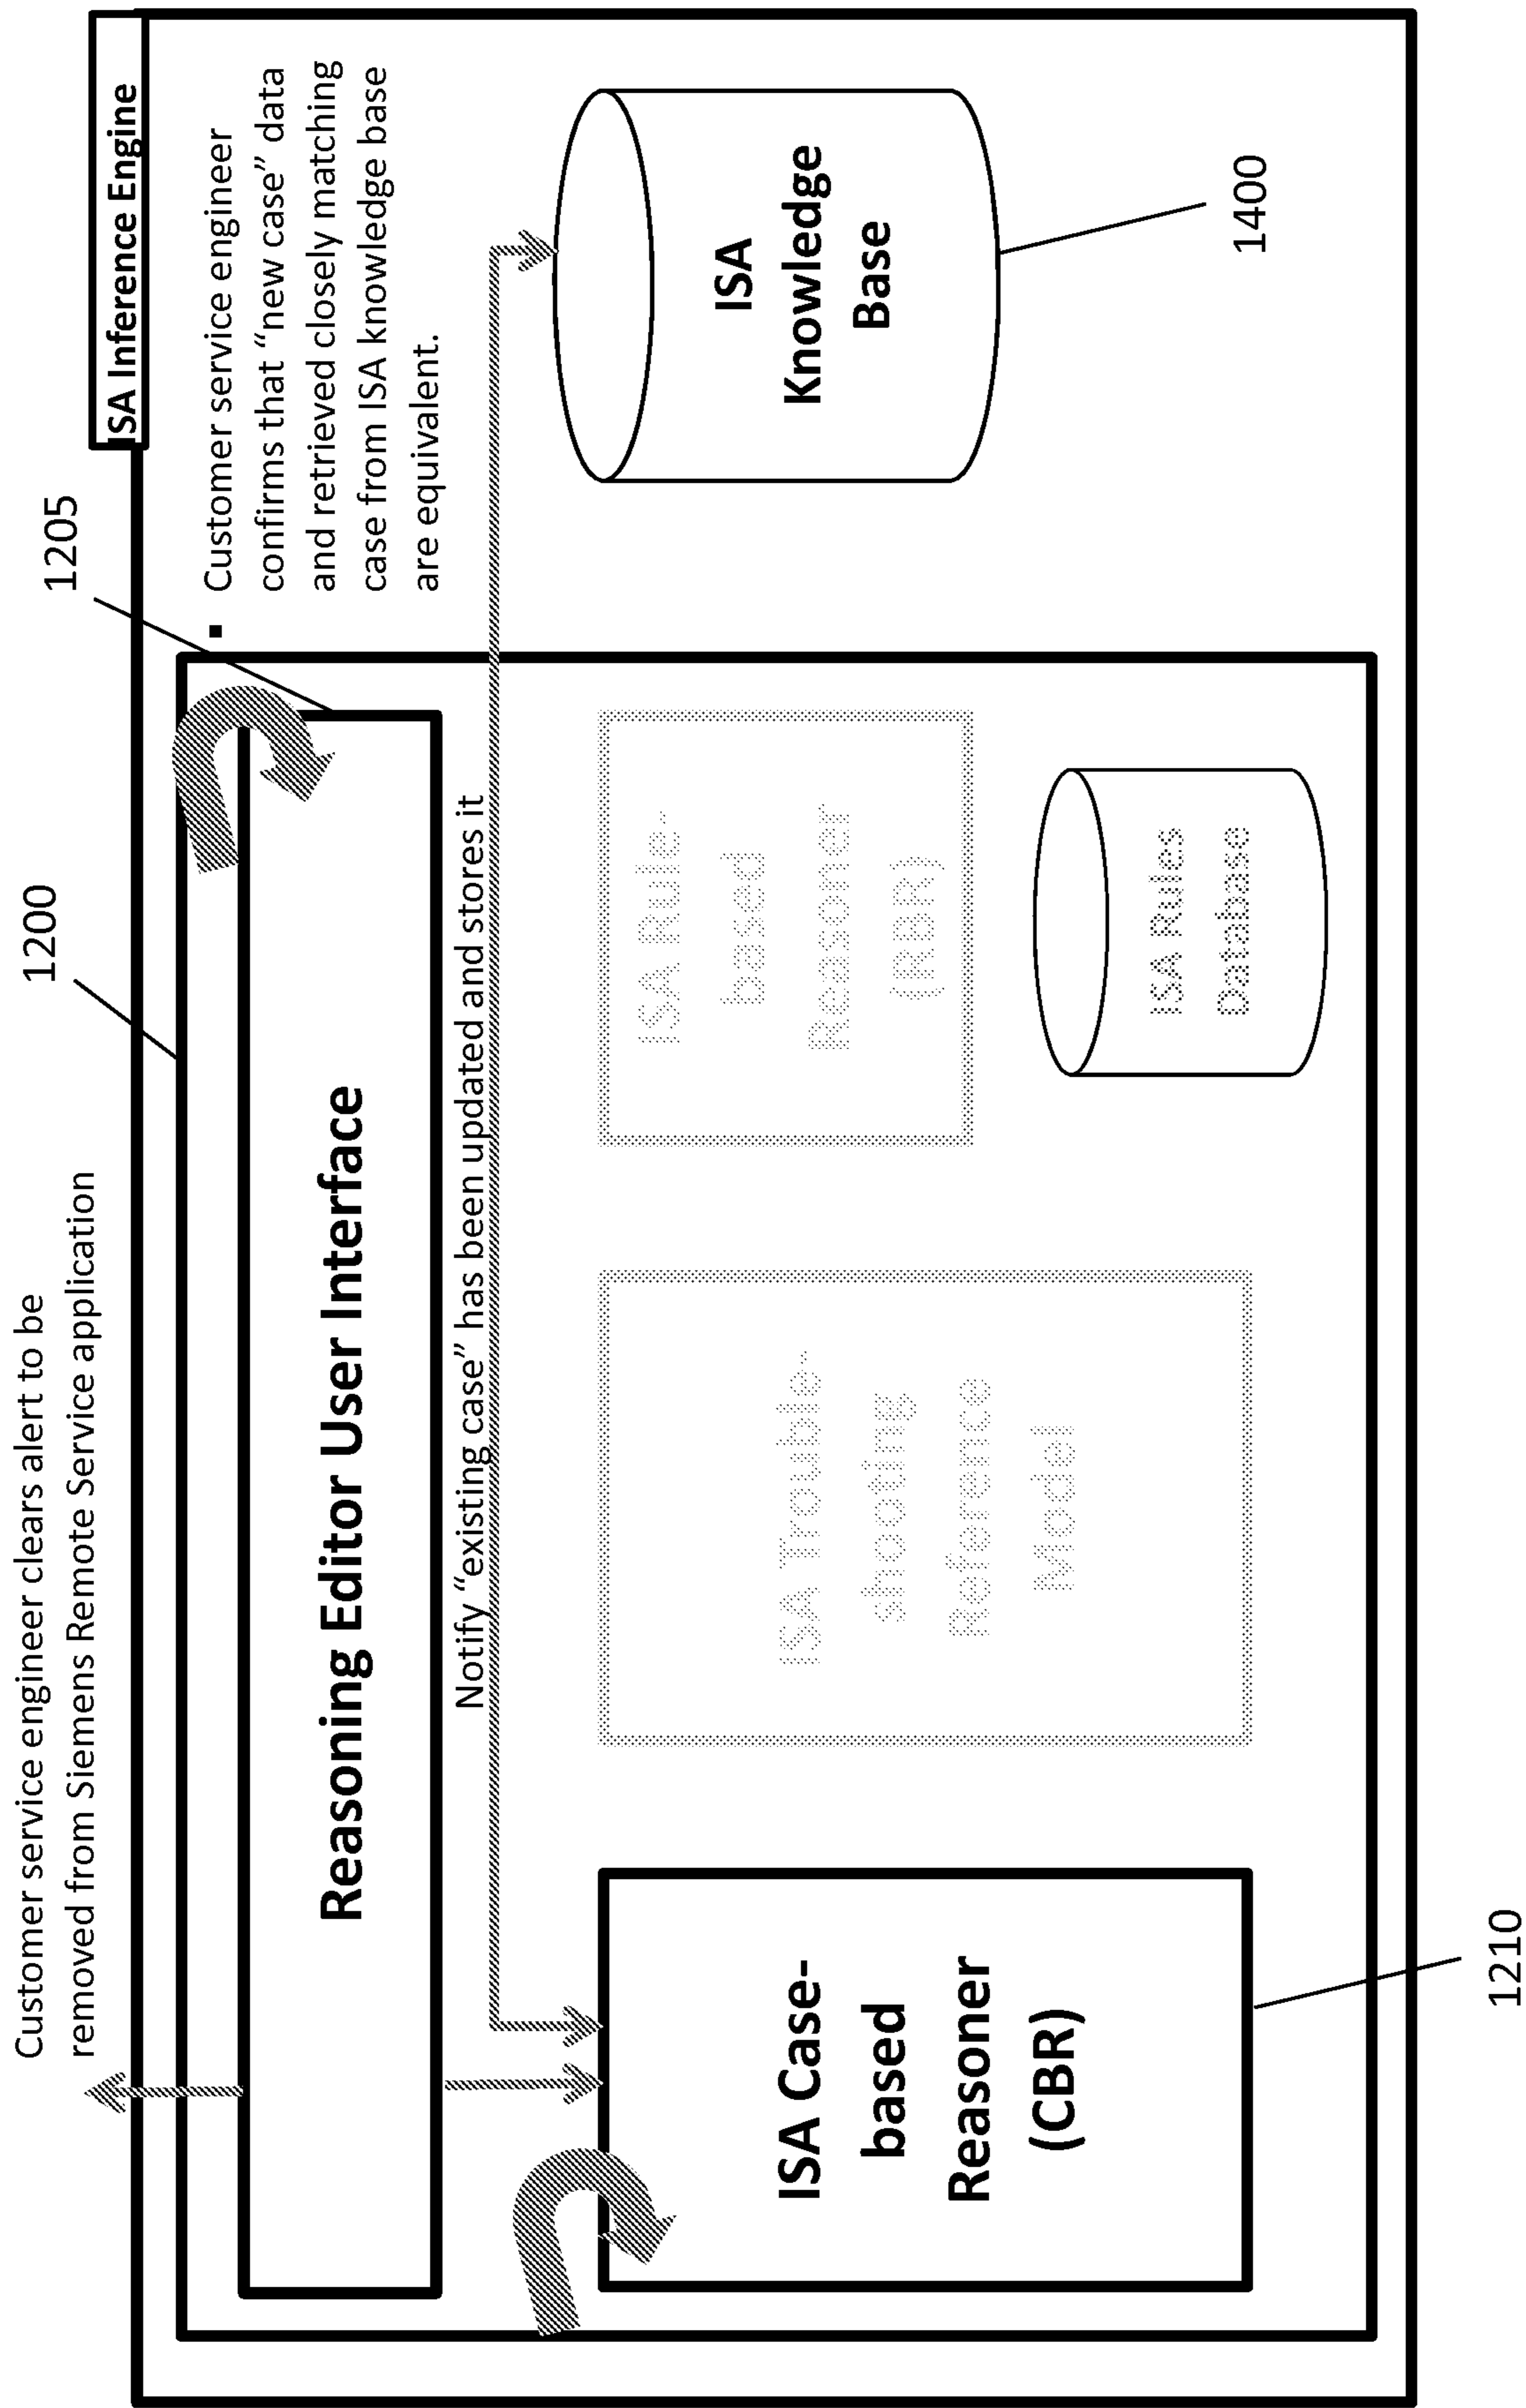 Customer service engineer clears alert to be
removed from Siemens Remote Service application
1200
1205
ISA Inference Engine
Reasoning Editor User Interface
▪ Customer service engineer
confirms that “new case” data
and retrieved closely matching
case from ISA knowledge base
are equivalent.
Notify “existing case” has been updated and stores it
ISA Case-
based
Reasoner
(CBR)
ISA Trouble-
shooting
Reference
Model
ISA Rule-
based
Reasoner
(RBR)
ISA Rules
Database
ISA
Knowledge
Base
1210
1400